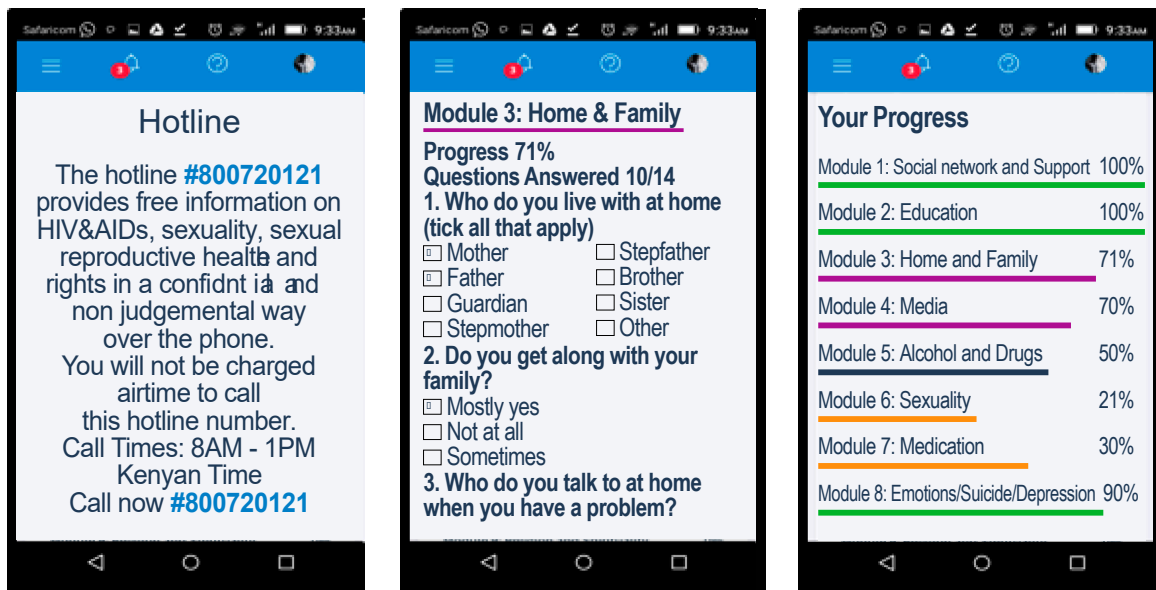 Safaricom 9:33AM
3
Hotline
The hotline #800720121
provides free information on
HIV&AIDs, sexuality, sexual
reproductive health and
rights in a confidnt ial and
non judgemental way
over the phone.
You will not be charged
airtime to call
this hotline number.
Call Times: 8AM - 1PM
Kenyan Time
Call now #800720121
Safaricom 9:33AM
3
Module 3: Home & Family
Progress 71%
Questions Answered 10/14
1. Who do you live with at home
(tick all that apply)
Mother Stepfather
Father Brother
Guardian Sister
Stepmother Other
2. Do you get along with your
family?
Mostly yes
Not at all
Sometimes
3. Who do you talk to at home
when you have a problem?
Safaricom 9:33AM
3
Your Progress
Module 1: Social network and Support 100%
Module 2: Education 100%
Module 3: Home and Family 71%
Module 4: Media 70%
Module 5: Alcohol and Drugs 50%
Module 6: Sexuality 21%
Module 7: Medication 30%
Module 8: Emotions/Suicide/Depression 90%